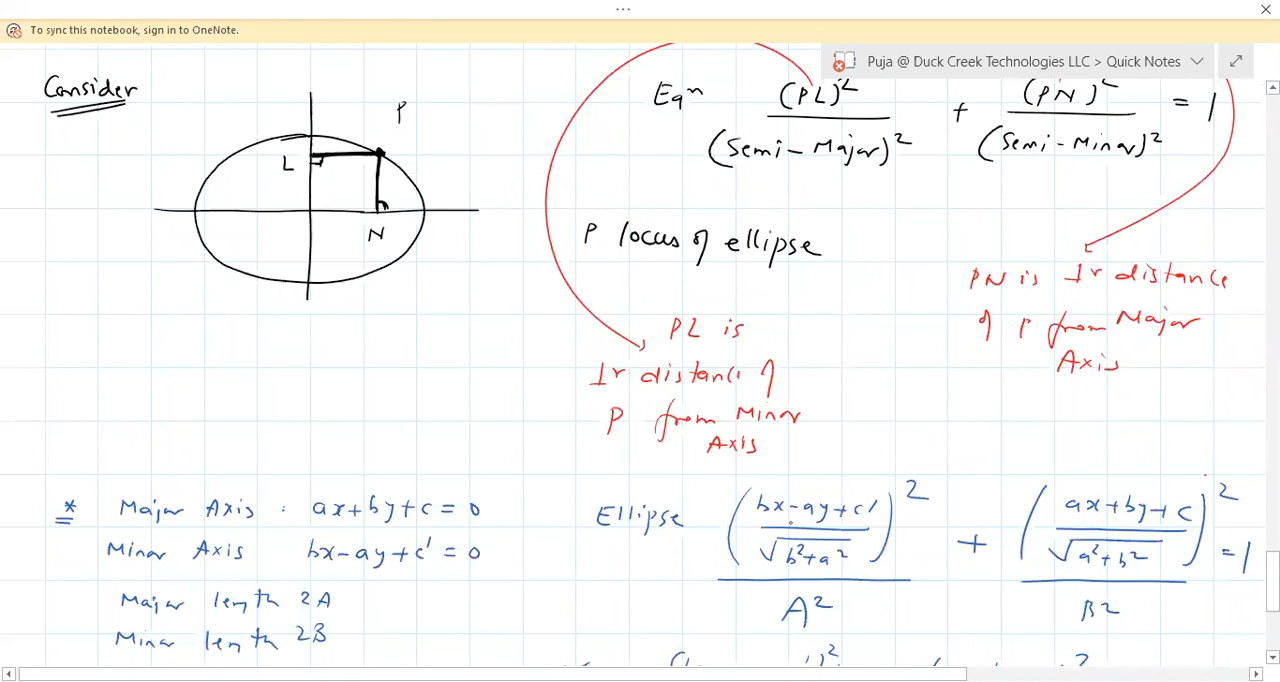 ...
To sync this notebook, sign in to OneNote.
Puja @ Duck Creek Technologies LLC > Quick Notes
Consider
P
L
N
Eqn (PL)² / (Semi-Major)² + (PN)² / (Semi-Minor)² = 1
P locus of ellipse
PL is
⊥r distance of
P from Minor
Axis
PN is ⊥r distance
of P from Major
Axis
* Major Axis : ax+by+c = 0
Minor Axis bx-ay+c' = 0
Major length 2A
Minor length 2B
Ellipse ((bx-ay+c') / √(b²+a²))² / A² + ((ax+by+c) / √(a²+b²))² / B² = 1